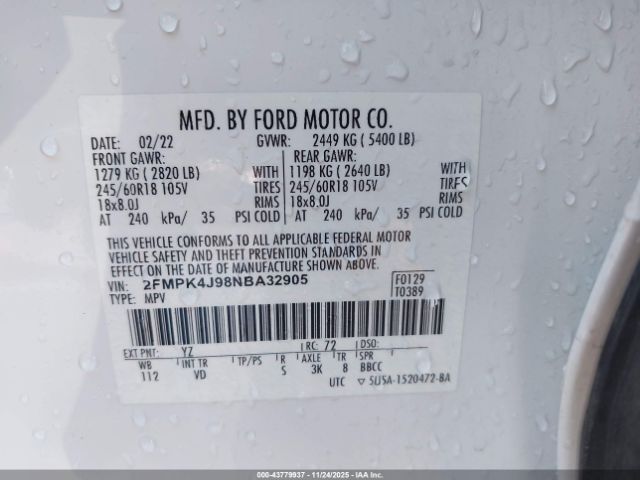 MFD. BY FORD MOTOR CO.
DATE: 02/22 GVWR: 2449 KG ( 5400 LB)
FRONT GAWR: REAR GAWR:
1279 KG ( 2820 LB) WITH 1198 KG ( 2640 LB) WITH
245/60R18 105V TIRES 245/60R18 105V TIRES
18x8.0J RIMS 18x8.0J RIMS
AT 240 kPa/ 35 PSI COLD AT 240 kPa/ 35 PSI COLD
THIS VEHICLE CONFORMS TO ALL APPLICABLE FEDERAL MOTOR
VEHICLE SAFETY AND THEFT PREVENTION STANDARDS IN
EFFECT ON THE DATE OF MANUFACTURE SHOWN ABOVE.
VIN: 2FMPK4J98NBA32905 F0129
TYPE: MPV T0389
EXT PNT: YZ RC: 72 DSO:
WB INT TR TP/PS R AXLE TR SPR
112 VD S 3K 8 BBCC
UTC ▽ 5U5A-1520472-BA
000-43779937 - 11/24/2025 - IAAI, Inc.